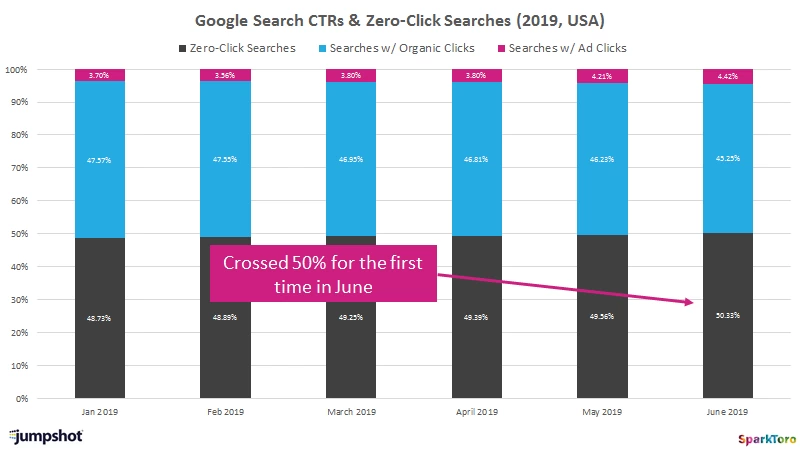 Google Search CTRs & Zero-Click Searches (2019, USA)
Zero-Click Searches Searches w/ Organic Clicks Searches w/ Ad Clicks
100%
90%
80%
70%
60%
50%
40%
30%
20%
10%
0%
3.70% 3.56% 3.80% 3.80% 4.21% 4.42%
47.57% 47.55% 46.95% 46.81% 46.23% 45.25%
Crossed 50% for the first
time in June
48.73% 48.89% 49.25% 49.39% 49.56% 50.33%
Jan 2019 Feb 2019 March 2019 April 2019 May 2019 June 2019
jumpshot
SparkToro